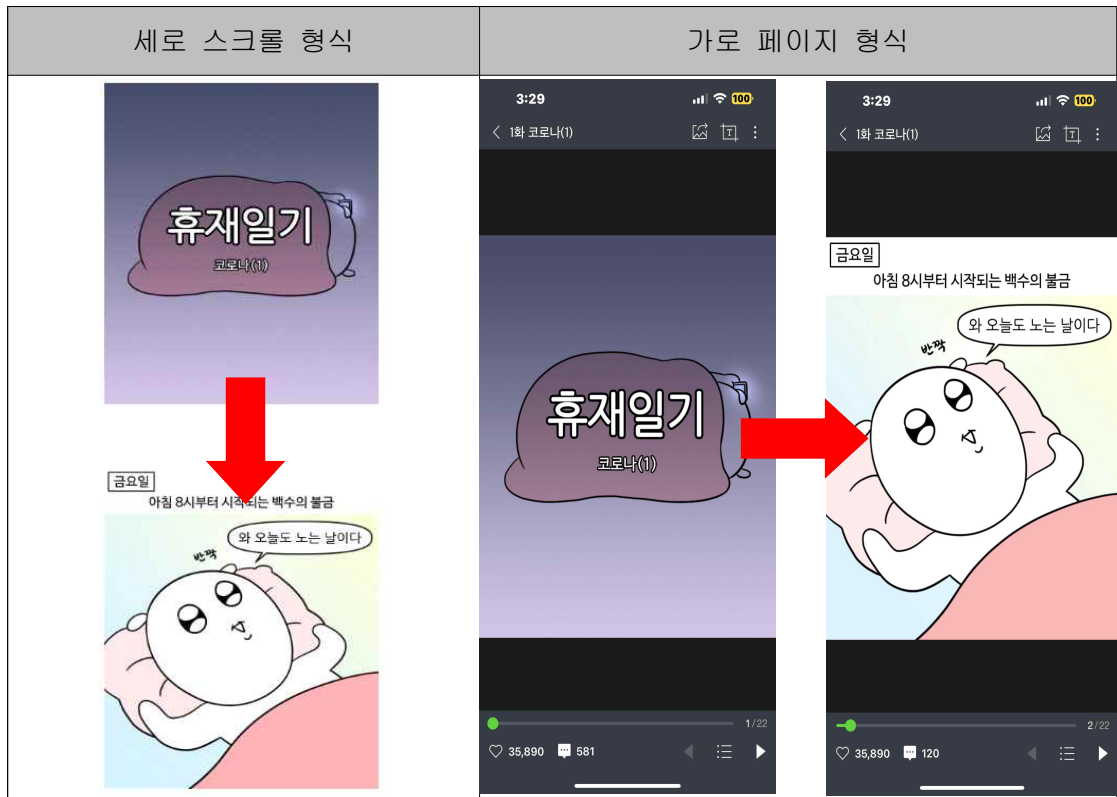 세로 스크롤 형식
가로 페이지 형식
휴재일기
코로나(1)
금요일
아침 8시부터 시작되는 백수의 불금
와 오늘도 노는 날이다
반짝
3:29
100
1화 코로나(1)
T
휴재일기
코로나(1)
1/22
35,890
581
3:29
100
1화 코로나(1)
T
금요일
아침 8시부터 시작되는 백수의 불금
와 오늘도 노는 날이다
반짝
2/22
35,890
120